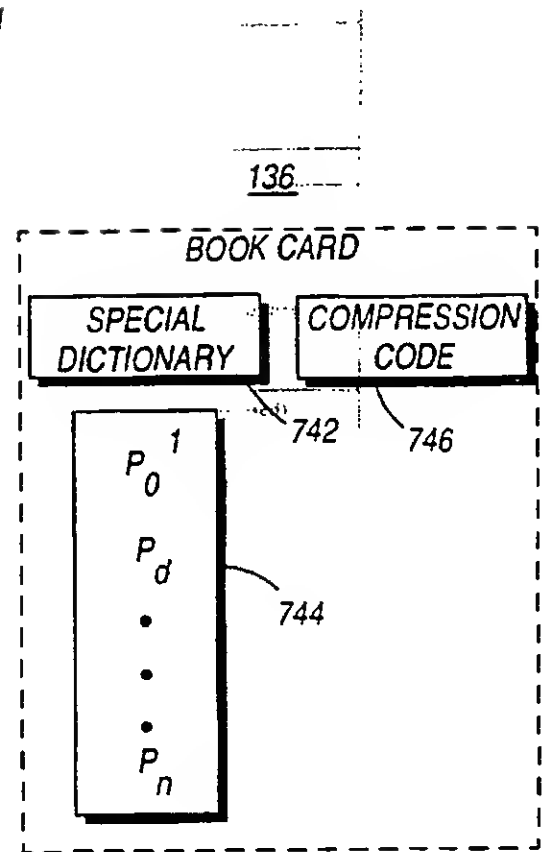 136
BOOK CARD
SPECIAL
DICTIONARY
COMPRESSION
CODE
742
746
P0 1
Pd
744
Pn